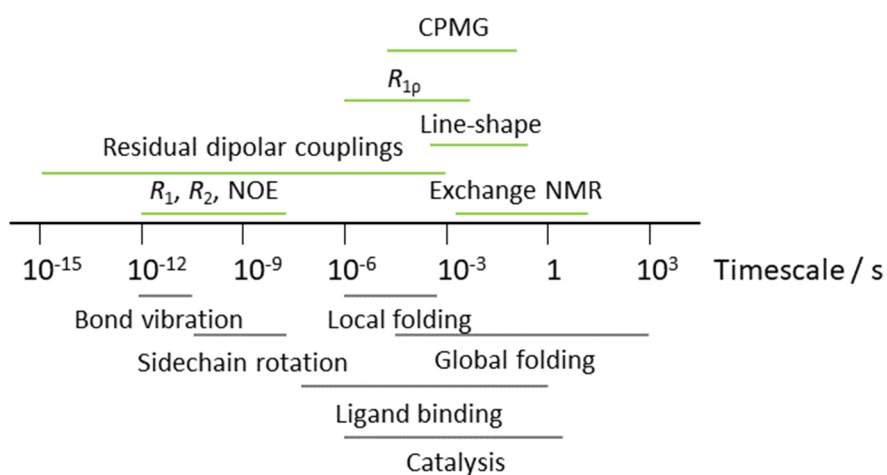 CPMG
R1ρ
Line-shape
Residual dipolar couplings
R1, R2, NOE Exchange NMR
10-15 10-12 10-9 10-6 10-3 1 103 Timescale / s
Bond vibration Local folding
Sidechain rotation Global folding
Ligand binding
Catalysis